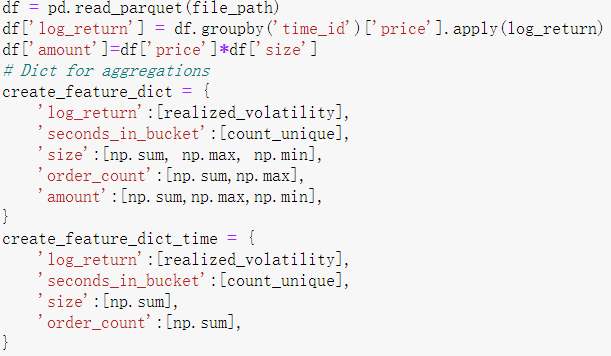 df = pd.read_parquet(file_path)
df['log_return'] = df.groupby('time_id')['price'].apply(log_return)
df['amount']=df['price']*df['size']
# Dict for aggregations
create_feature_dict = {
    'log_return':[realized_volatility],
    'seconds_in_bucket':[count_unique],
    'size':[np.sum, np.max, np.min],
    'order_count':[np.sum,np.max],
    'amount':[np.sum,np.max,np.min],
}
create_feature_dict_time = {
    'log_return':[realized_volatility],
    'seconds_in_bucket':[count_unique],
    'size':[np.sum],
    'order_count':[np.sum],
}